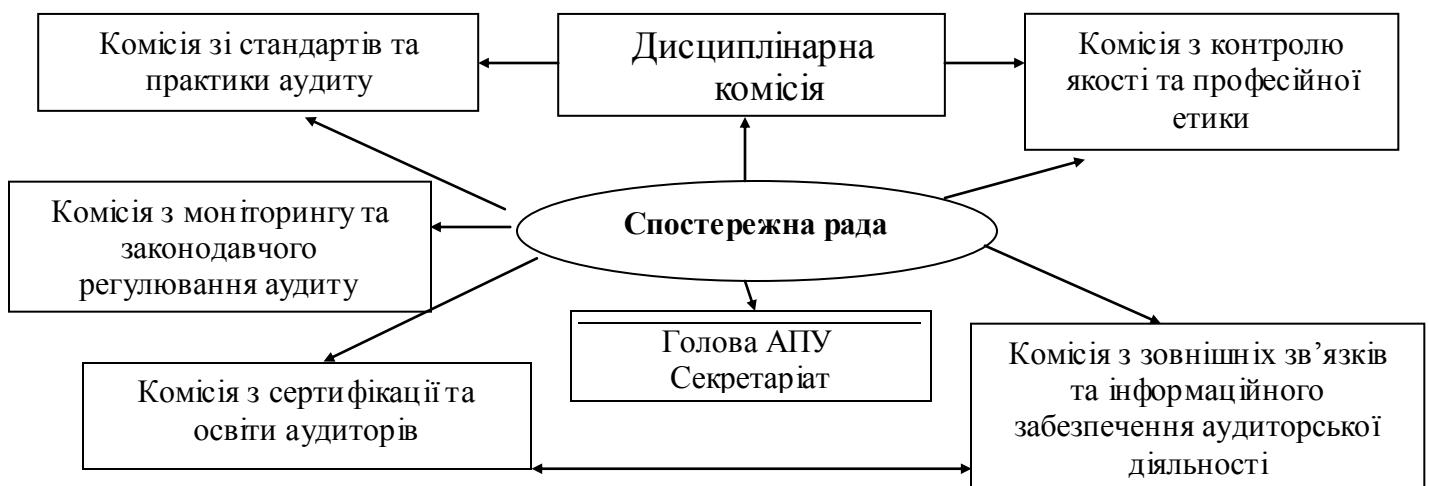 Комісія зі стандартів та
практики аудиту
Дисциплінарна
комісія
Комісія з контролю
якості та професійної
етики
Комісія з моніторингу та
законодавчого
регулювання аудиту
Спостережна рада
Голова АПУ
Секретаріат
Комісія з сертифікації та
освіти аудиторів
Комісія з зовнішніх зв’язків
та інформаційного
забезпечення аудиторської
діяльності